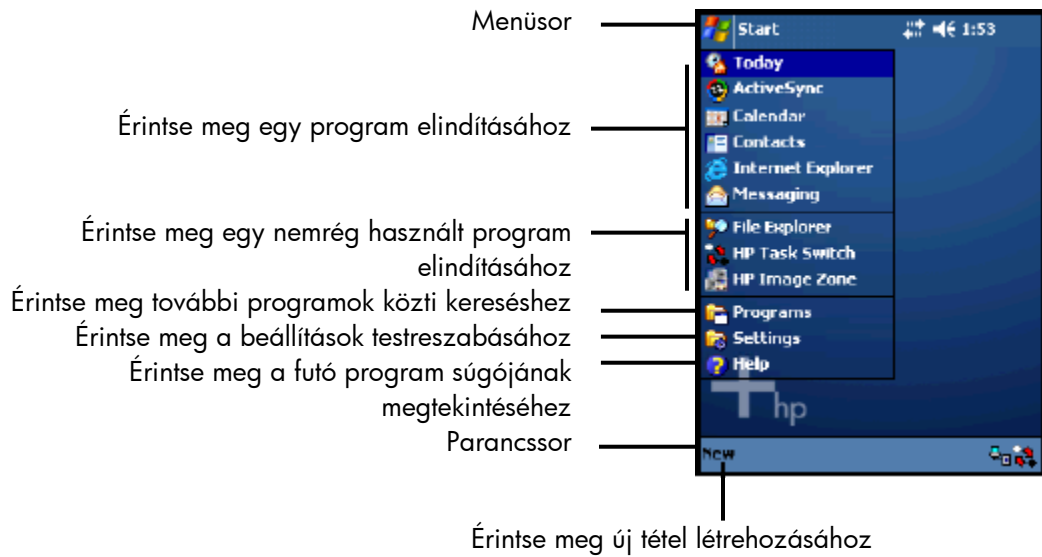 Menüsor
Start 1:53
Today
ActiveSync
Calendar
Érintse meg egy program elindításához
Contacts
Internet Explorer
Messaging
Érintse meg egy nemrég használt program
elindításához
File Explorer
HP Task Switch
HP Image Zone
Érintse meg további programok közti kereséshez
Programs
Érintse meg a beállítások testreszabásához
Settings
Érintse meg a futó program súgójának
megtekintéséhez
Help
hp
Parancssor
New
Érintse meg új tétel létrehozásához